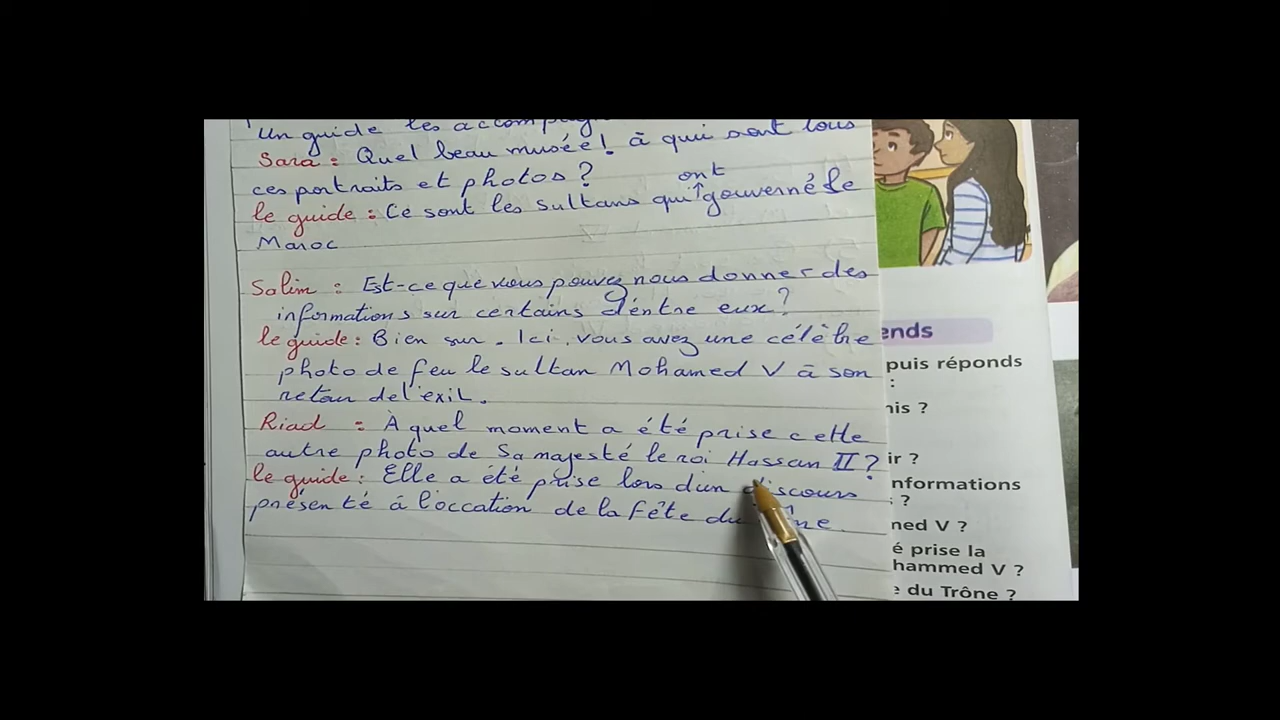 Un guide les accompag
Sara : Quel beau musée ! à qui sont tous
ces portraits et photos ?
ont
le guide : Ce sont les sultans qui ↑ gouverné le
Maroc
Salim : Est-ce que vous pouvez nous donner des
informations sur certains d'entre eux ?
le guide : Bien sur. Ici, vous avez une célèbre
photo de feu le sultan Mohamed V à son
retour de l'exil.
Riad : À quel moment a été prise cette
autre photo de Sa majesté le roi Hassan II ?
le guide : Elle a été prise lors d'un discours
présenté à l'occation de la Fête du
ends
puis réponds
:
nis ?
ir ?
nformations
s ?
med V ?
é prise la
hammed V ?
e du Trône ?